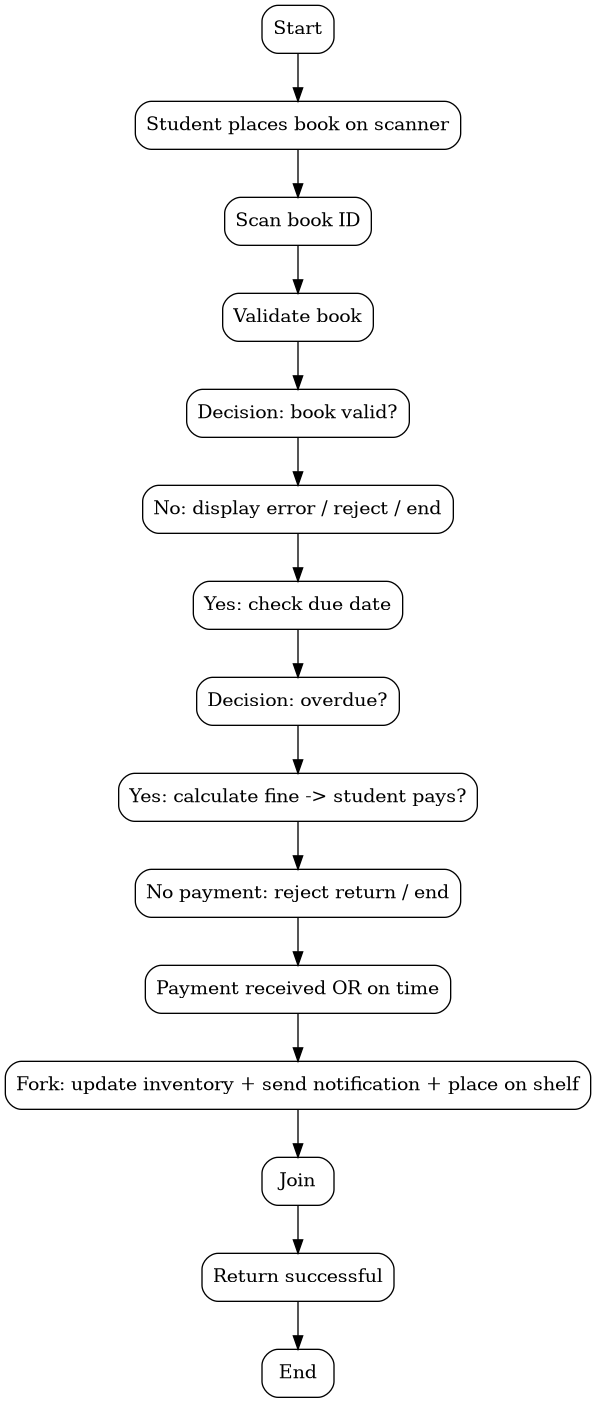 Start
Student places book on scanner
Scan book ID
Validate book
Decision: book valid?
No: display error / reject / end
Yes: check due date
Decision: overdue?
Yes: calculate fine -> student pays?
No payment: reject return / end
Payment received OR on time
Fork: update inventory + send notification + place on shelf
Join
Return successful
End